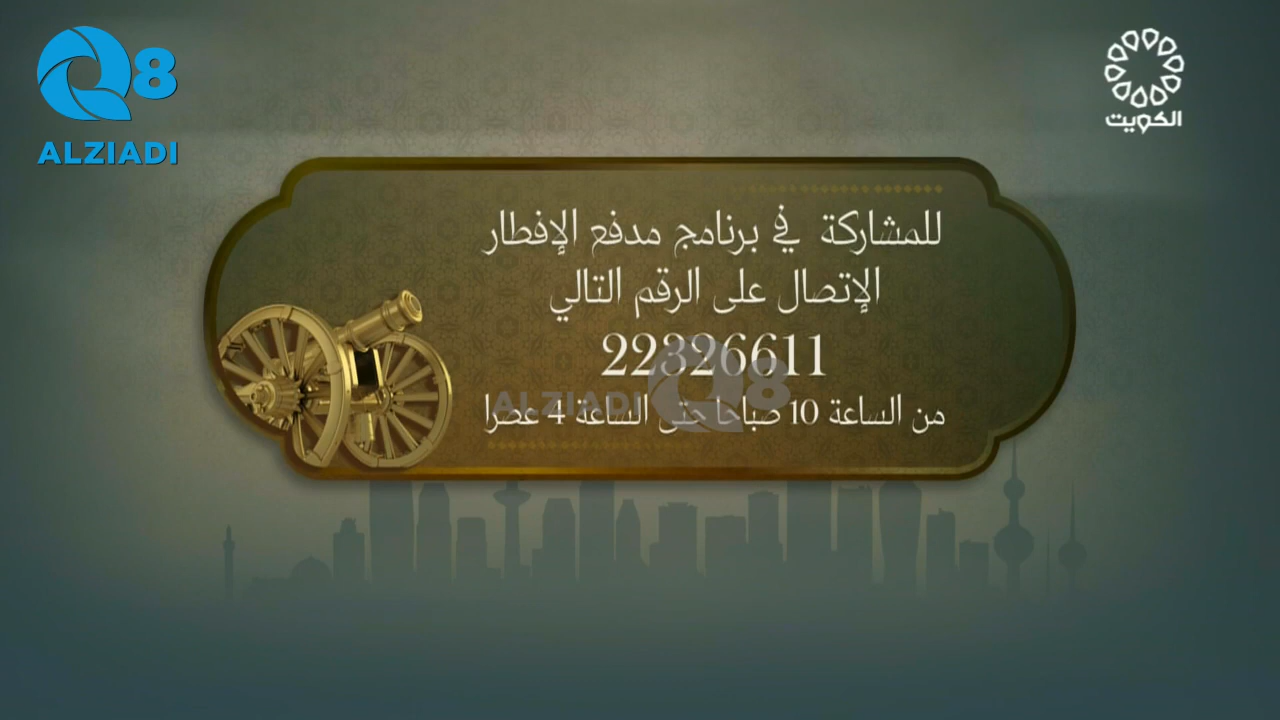 Q8
ALZIADI
الكويت
للمشاركة في برنامج مدفع الإفطار
الإتصال على الرقم التالي
22326611
من الساعة 10 صباحا حتى الساعة 4 عصرا
ALZIADI Q8